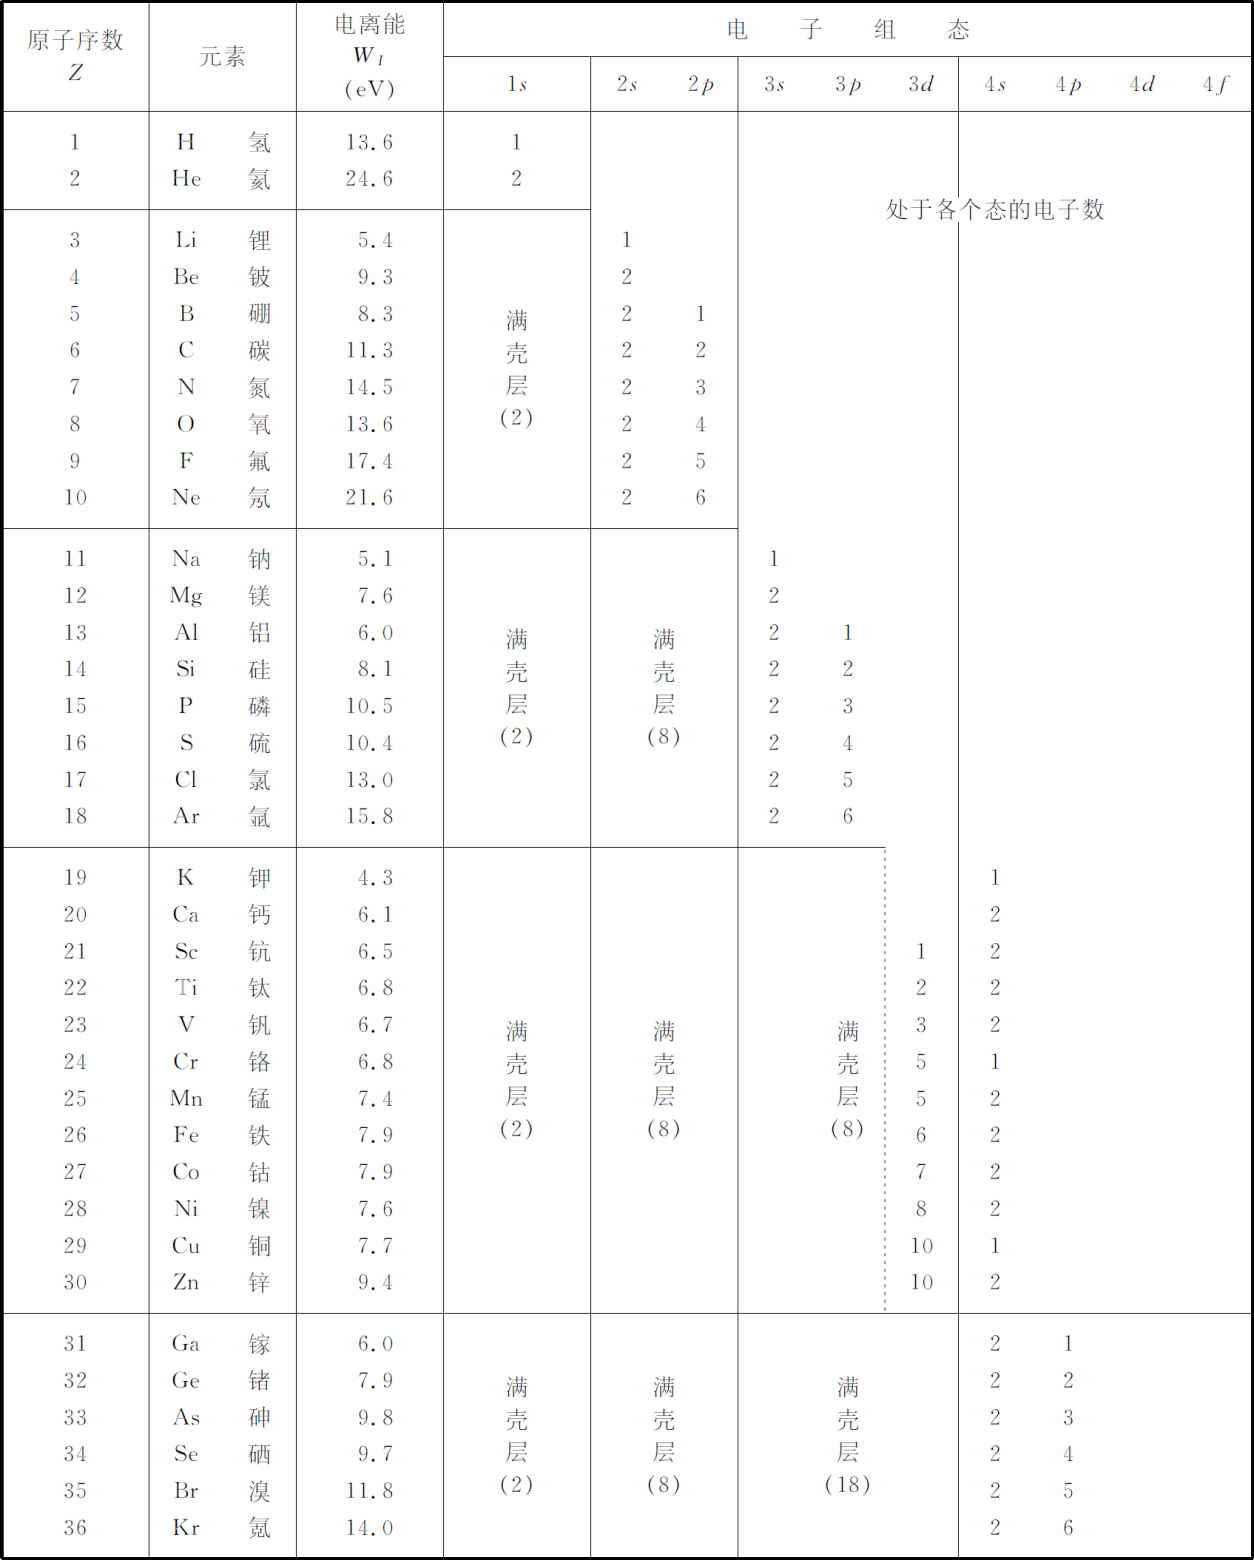 原子序数 Z 元素 电离能 W_I (eV) 电子组态
1s 2s 2p 3s 3p 3d 4s 4p 4d 4f
1 H 氢 13.6 1
2 He 氦 24.6 2
处于各个态的电子数
3 Li 锂 5.4 1
4 Be 铍 9.3 2
5 B 硼 8.3 2 1
6 C 碳 11.3 2 2
7 N 氮 14.5 2 3
8 O 氧 13.6 2 4
9 F 氟 17.4 2 5
10 Ne 氖 21.6 2 6
满壳层(2)
11 Na 钠 5.1 1
12 Mg 镁 7.6 2
13 Al 铝 6.0 2 1
14 Si 硅 8.1 2 2
15 P 磷 10.5 2 3
16 S 硫 10.4 2 4
17 Cl 氯 13.0 2 5
18 Ar 氩 15.8 2 6
满壳层(2) 满壳层(8)
19 K 钾 4.3 1
20 Ca 钙 6.1 2
21 Sc 钪 6.5 1 2
22 Ti 钛 6.8 2 2
23 V 钒 6.7 3 2
24 Cr 铬 6.8 5 1
25 Mn 锰 7.4 5 2
26 Fe 铁 7.9 6 2
27 Co 钴 7.9 7 2
28 Ni 镍 7.6 8 2
29 Cu 铜 7.7 10 1
30 Zn 锌 9.4 10 2
满壳层(2) 满壳层(8) 满壳层(8)
31 Ga 镓 6.0 2 1
32 Ge 锗 7.9 2 2
33 As 砷 9.8 2 3
34 Se 硒 9.7 2 4
35 Br 溴 11.8 2 5
36 Kr 氪 14.0 2 6
满壳层(2) 满壳层(8) 满壳层(18)